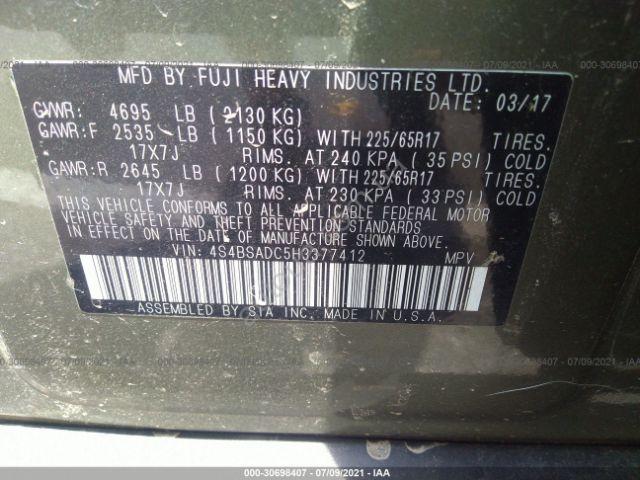 MFD BY FUJI HEAVY INDUSTRIES LTD.
DATE: 03/17
GVWR: 4695 LB ( 2130 KG)
GAWR:F 2535 LB ( 1150 KG) WITH 225/65R17 TIRES.
17X7J RIMS. AT 240 KPA ( 35 PSI) COLD
GAWR:R 2645 LB ( 1200 KG) WITH 225/65R17 TIRES.
17X7J RIMS. AT 230 KPA ( 33 PSI) COLD
THIS VEHICLE CONFORMS TO ALL APPLICABLE FEDERAL MOTOR
VEHICLE SAFETY AND THEFT PREVENTION STANDARDS
IN EFFECT ON THE DATE OF MANUFACTURE SHOWN ABOVE.
VIN: 4S4BSADC5H3377412 MPV
ASSEMBLED BY SIA INC. MADE IN U.S.A.
000-30698407 - 07/09/2021 - IAA